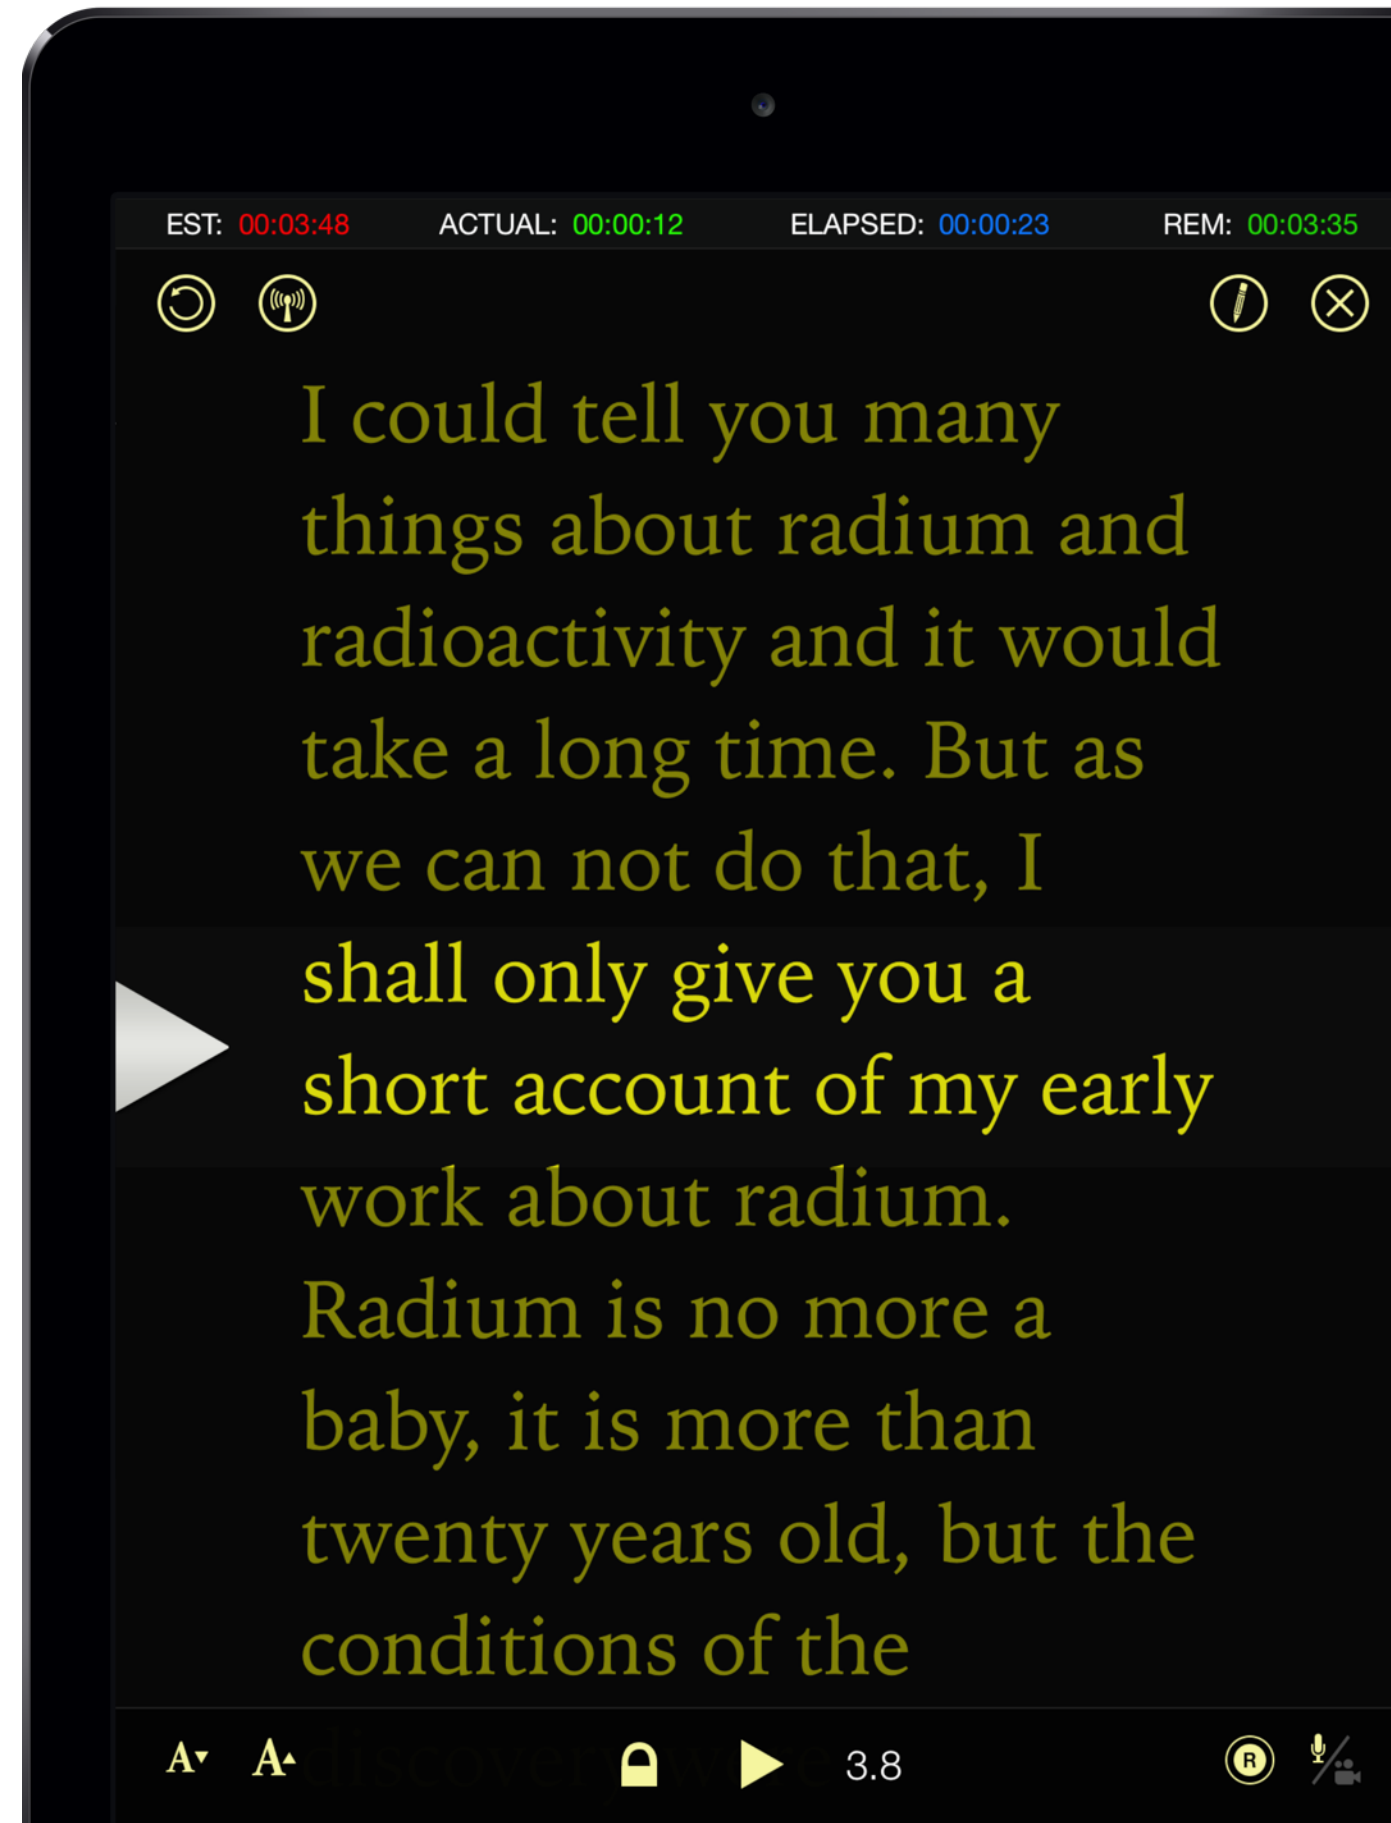 EST: 00:03:48 ACTUAL: 00:00:12 ELAPSED: 00:00:23 REM: 00:03:35
I could tell you many
things about radium and
radioactivity and it would
take a long time. But as
we can not do that, I
shall only give you a
short account of my early
work about radium.
Radium is no more a
baby, it is more than
twenty years old, but the
conditions of the
discovery were
A A 3.8 R